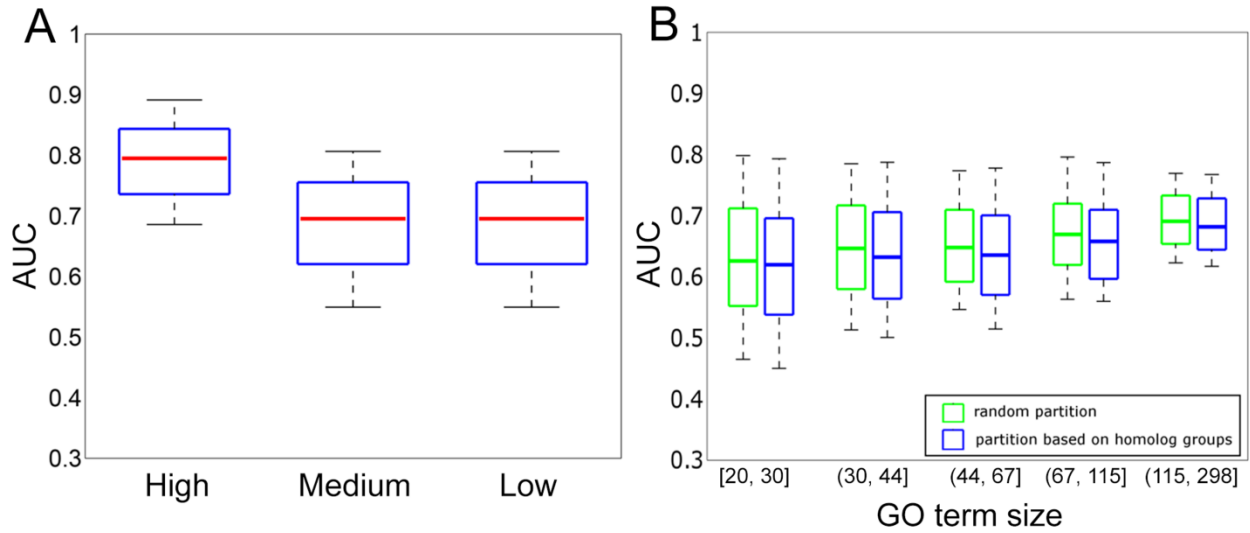 A
1
0.9
0.8
0.7
0.6
0.5
0.4
0.3
AUC
High Medium Low
B
1
0.9
0.8
0.7
0.6
0.5
0.4
0.3
AUC
random partition
partition based on homolog groups
[20, 30] (30, 44] (44, 67] (67, 115] (115, 298]
GO term size